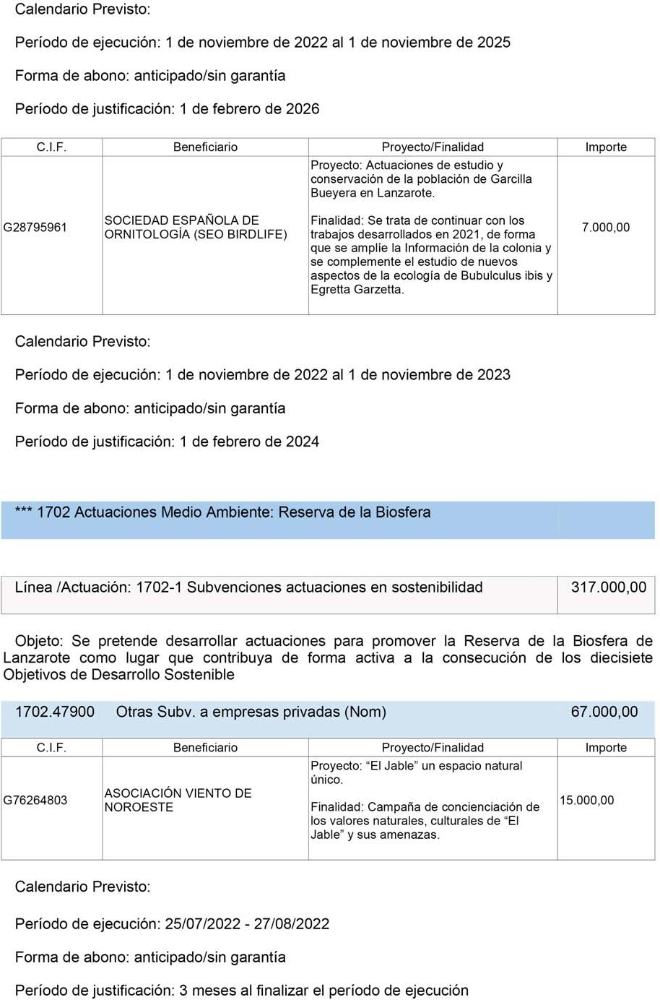 Calendario Previsto:
Período de ejecución: 1 de noviembre de 2022 al 1 de noviembre de 2025
Forma de abono: anticipado/sin garantía
Período de justificación: 1 de febrero de 2026
C.I.F. Beneficiario Proyecto/Finalidad Importe
G28795961
SOCIEDAD ESPAÑOLA DE
ORNITOLOGÍA (SEO BIRDLIFE)
Proyecto: Actuaciones de estudio y
conservación de la población de Garcilla
Bueyera en Lanzarote.
Finalidad: Se trata de continuar con los
trabajos desarrollados en 2021, de forma
que se amplíe la Información de la colonia y
se complemente el estudio de nuevos
aspectos de la ecología de Bubulculus ibis y
Egretta Garzetta.
7.000,00
Calendario Previsto:
Período de ejecución: 1 de noviembre de 2022 al 1 de noviembre de 2023
Forma de abono: anticipado/sin garantía
Período de justificación: 1 de febrero de 2024
*** 1702 Actuaciones Medio Ambiente: Reserva de la Biosfera
Línea /Actuación: 1702-1 Subvenciones actuaciones en sostenibilidad 317.000,00
Objeto: Se pretende desarrollar actuaciones para promover la Reserva de la Biosfera de
Lanzarote como lugar que contribuya de forma activa a la consecución de los diecisiete
Objetivos de Desarrollo Sostenible
1702.47900 Otras Subv. a empresas privadas (Nom) 67.000,00
C.I.F. Beneficiario Proyecto/Finalidad Importe
G76264803
ASOCIACIÓN VIENTO DE
NOROESTE
Proyecto: “El Jable” un espacio natural
único.
Finalidad: Campaña de concienciación de
los valores naturales, culturales de “El
Jable” y sus amenazas.
15.000,00
Calendario Previsto:
Período de ejecución: 25/07/2022 - 27/08/2022
Forma de abono: anticipado/sin garantía
Período de justificación: 3 meses al finalizar el período de ejecución